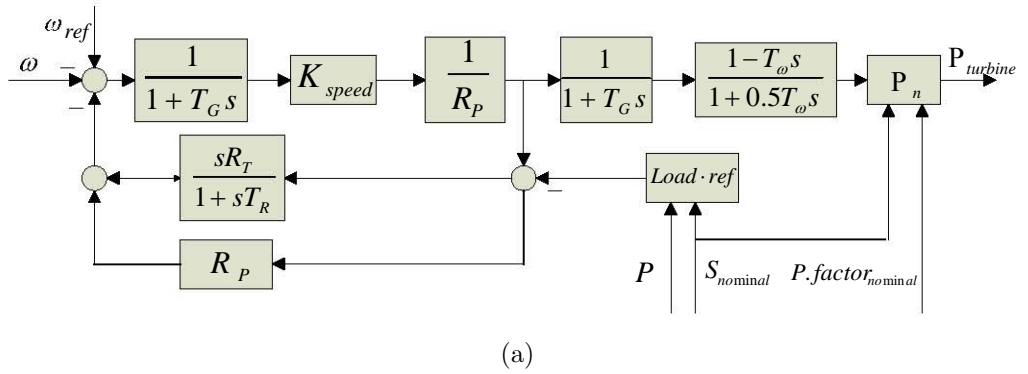 ω_ref
ω
−
−
1 / (1 + T_G s)
K_speed
1 / R_P
1 / (1 + T_G s)
(1 − T_ω s) / (1 + 0.5T_ω s)
P_n
P_turbine
sR_T / (1 + sT_R)
−
Load · ref
R_P
P
S_nominal
P.factor_nominal
(a)